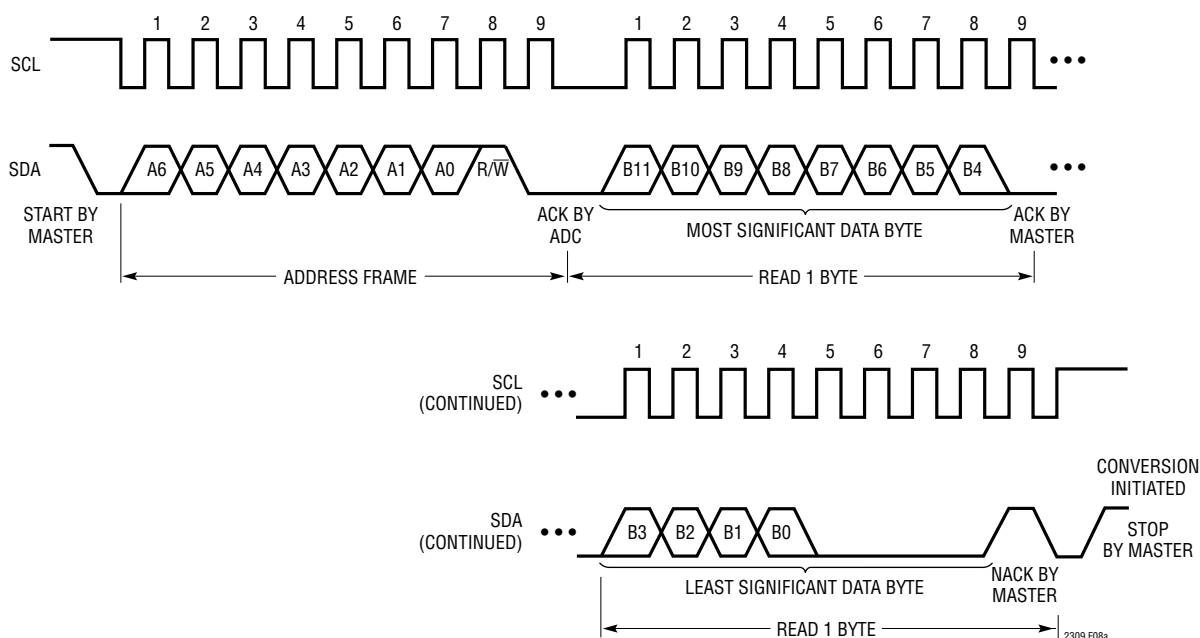 1 2 3 4 5 6 7 8 9 1 2 3 4 5 6 7 8 9
SCL •••
SDA A6 A5 A4 A3 A2 A1 A0 R/W̅ B11 B10 B9 B8 B7 B6 B5 B4 •••
START BY
MASTER
ACK BY
ADC
MOST SIGNIFICANT DATA BYTE
ACK BY
MASTER
ADDRESS FRAME
READ 1 BYTE
1 2 3 4 5 6 7 8 9
SCL
(CONTINUED) •••
CONVERSION
INITIATED
SDA
(CONTINUED) ••• B3 B2 B1 B0
STOP
BY MASTER
LEAST SIGNIFICANT DATA BYTE
NACK BY
MASTER
READ 1 BYTE
2309 F08a